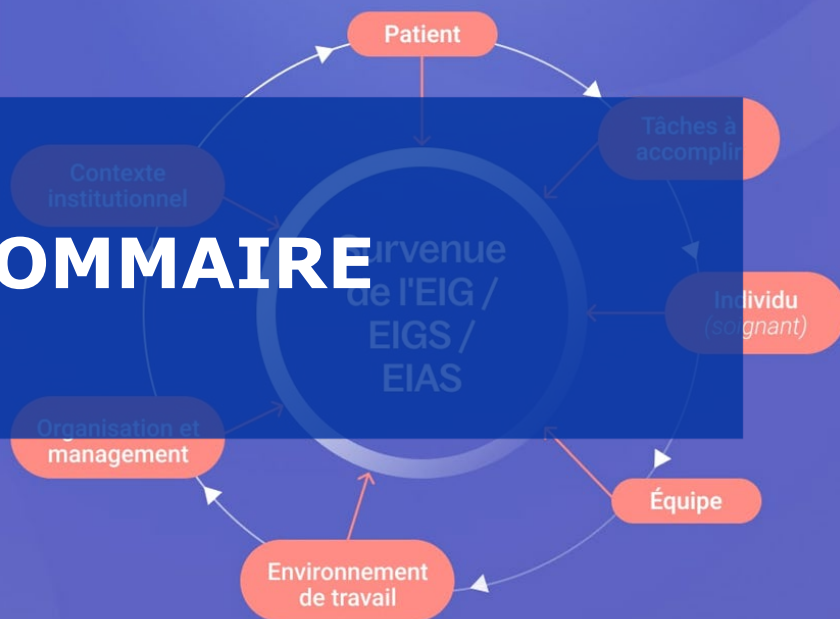 Patient
Tâches à
accomplir
Contexte
institutionnel
OMMAIRE
Survenue
de l'EIG /
EIGS /
EIAS
Individu
(soignant)
Organisation et
management
Équipe
Environnement
de travail